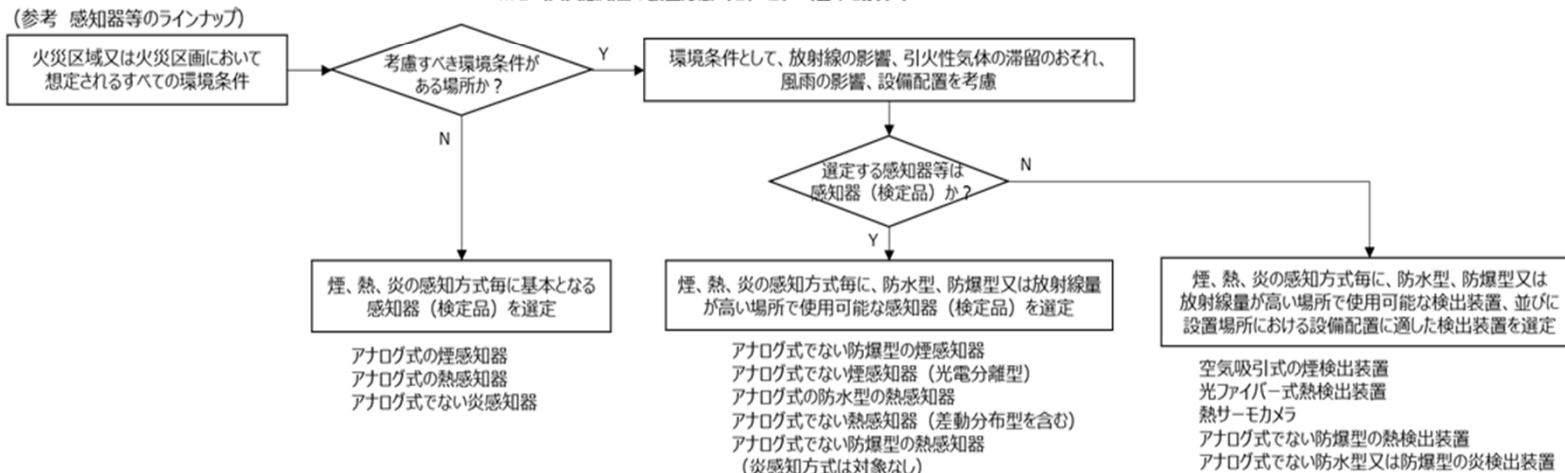 (参考 感知器等のラインナップ)
火災区域又は火災区画において
想定されるすべての環境条件
考慮すべき環境条件が
ある場所か?
Y
環境条件として、放射線の影響、引火性気体の滞留のおそれ、
風雨の影響、設備配置を考慮
N
選定する感知器等は
感知器(検定品)か?
N
Y
煙、熱、炎の感知方式毎に基本となる
感知器(検定品)を選定
アナログ式の煙感知器
アナログ式の熱感知器
アナログ式でない炎感知器
煙、熱、炎の感知方式毎に、防水型、防爆型又は放射線量
が高い場所で使用可能な感知器(検定品)を選定
アナログ式でない防爆型の煙感知器
アナログ式でない煙感知器(光電分離型)
アナログ式の防水型の熱感知器
アナログ式でない熱感知器(差動分布型を含む)
アナログ式でない防爆型の熱感知器
(炎感知方式は対象なし)
煙、熱、炎の感知方式毎に、防水型、防爆型又は
放射線量が高い場所で使用可能な検出装置、並びに
設置場所における設備配置に適した検出装置を選定
空気吸引式の煙検出装置
光ファイバー式熱検出装置
熱サーモカメラ
アナログ式でない防爆型の熱検出装置
アナログ式でない防水型又は防爆型の炎検出装置